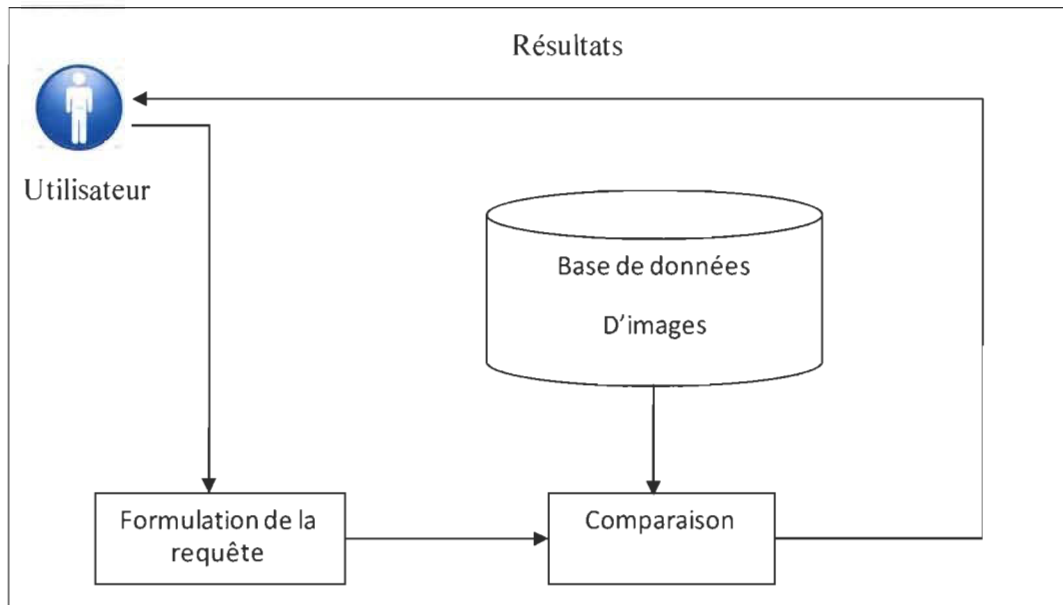 Résultats
Utilisateur
Base de données
D'images
Formulation de la
requête
Comparaison